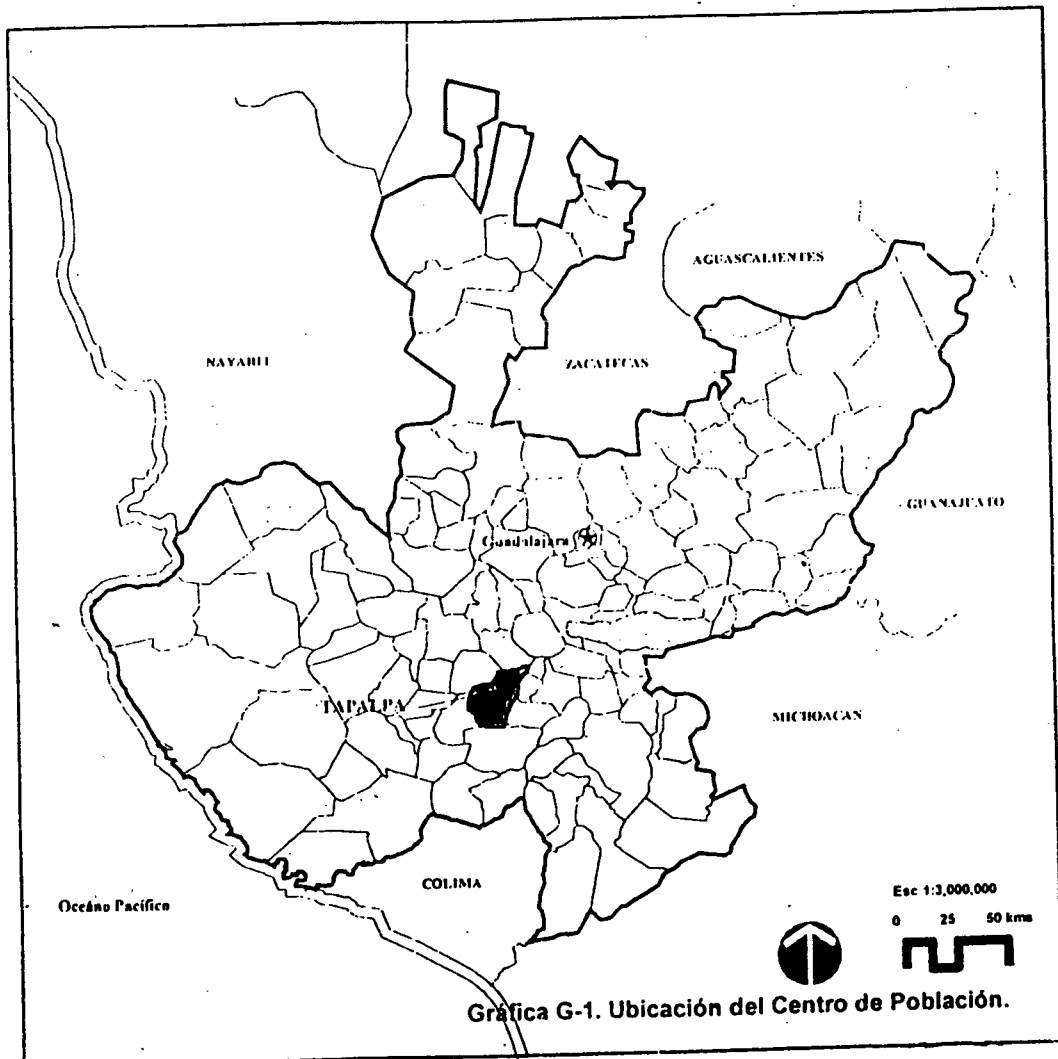 AGUASCALIENTES
NAYARIT
ZACATECAS
GUANAJUATO
Guadalajara
TAPALPA
MICHOACAN
COLIMA
Océano Pacífico
Esc 1:3,000,000
0 25 50 kms
Gráfica G-1. Ubicación del Centro de Población.